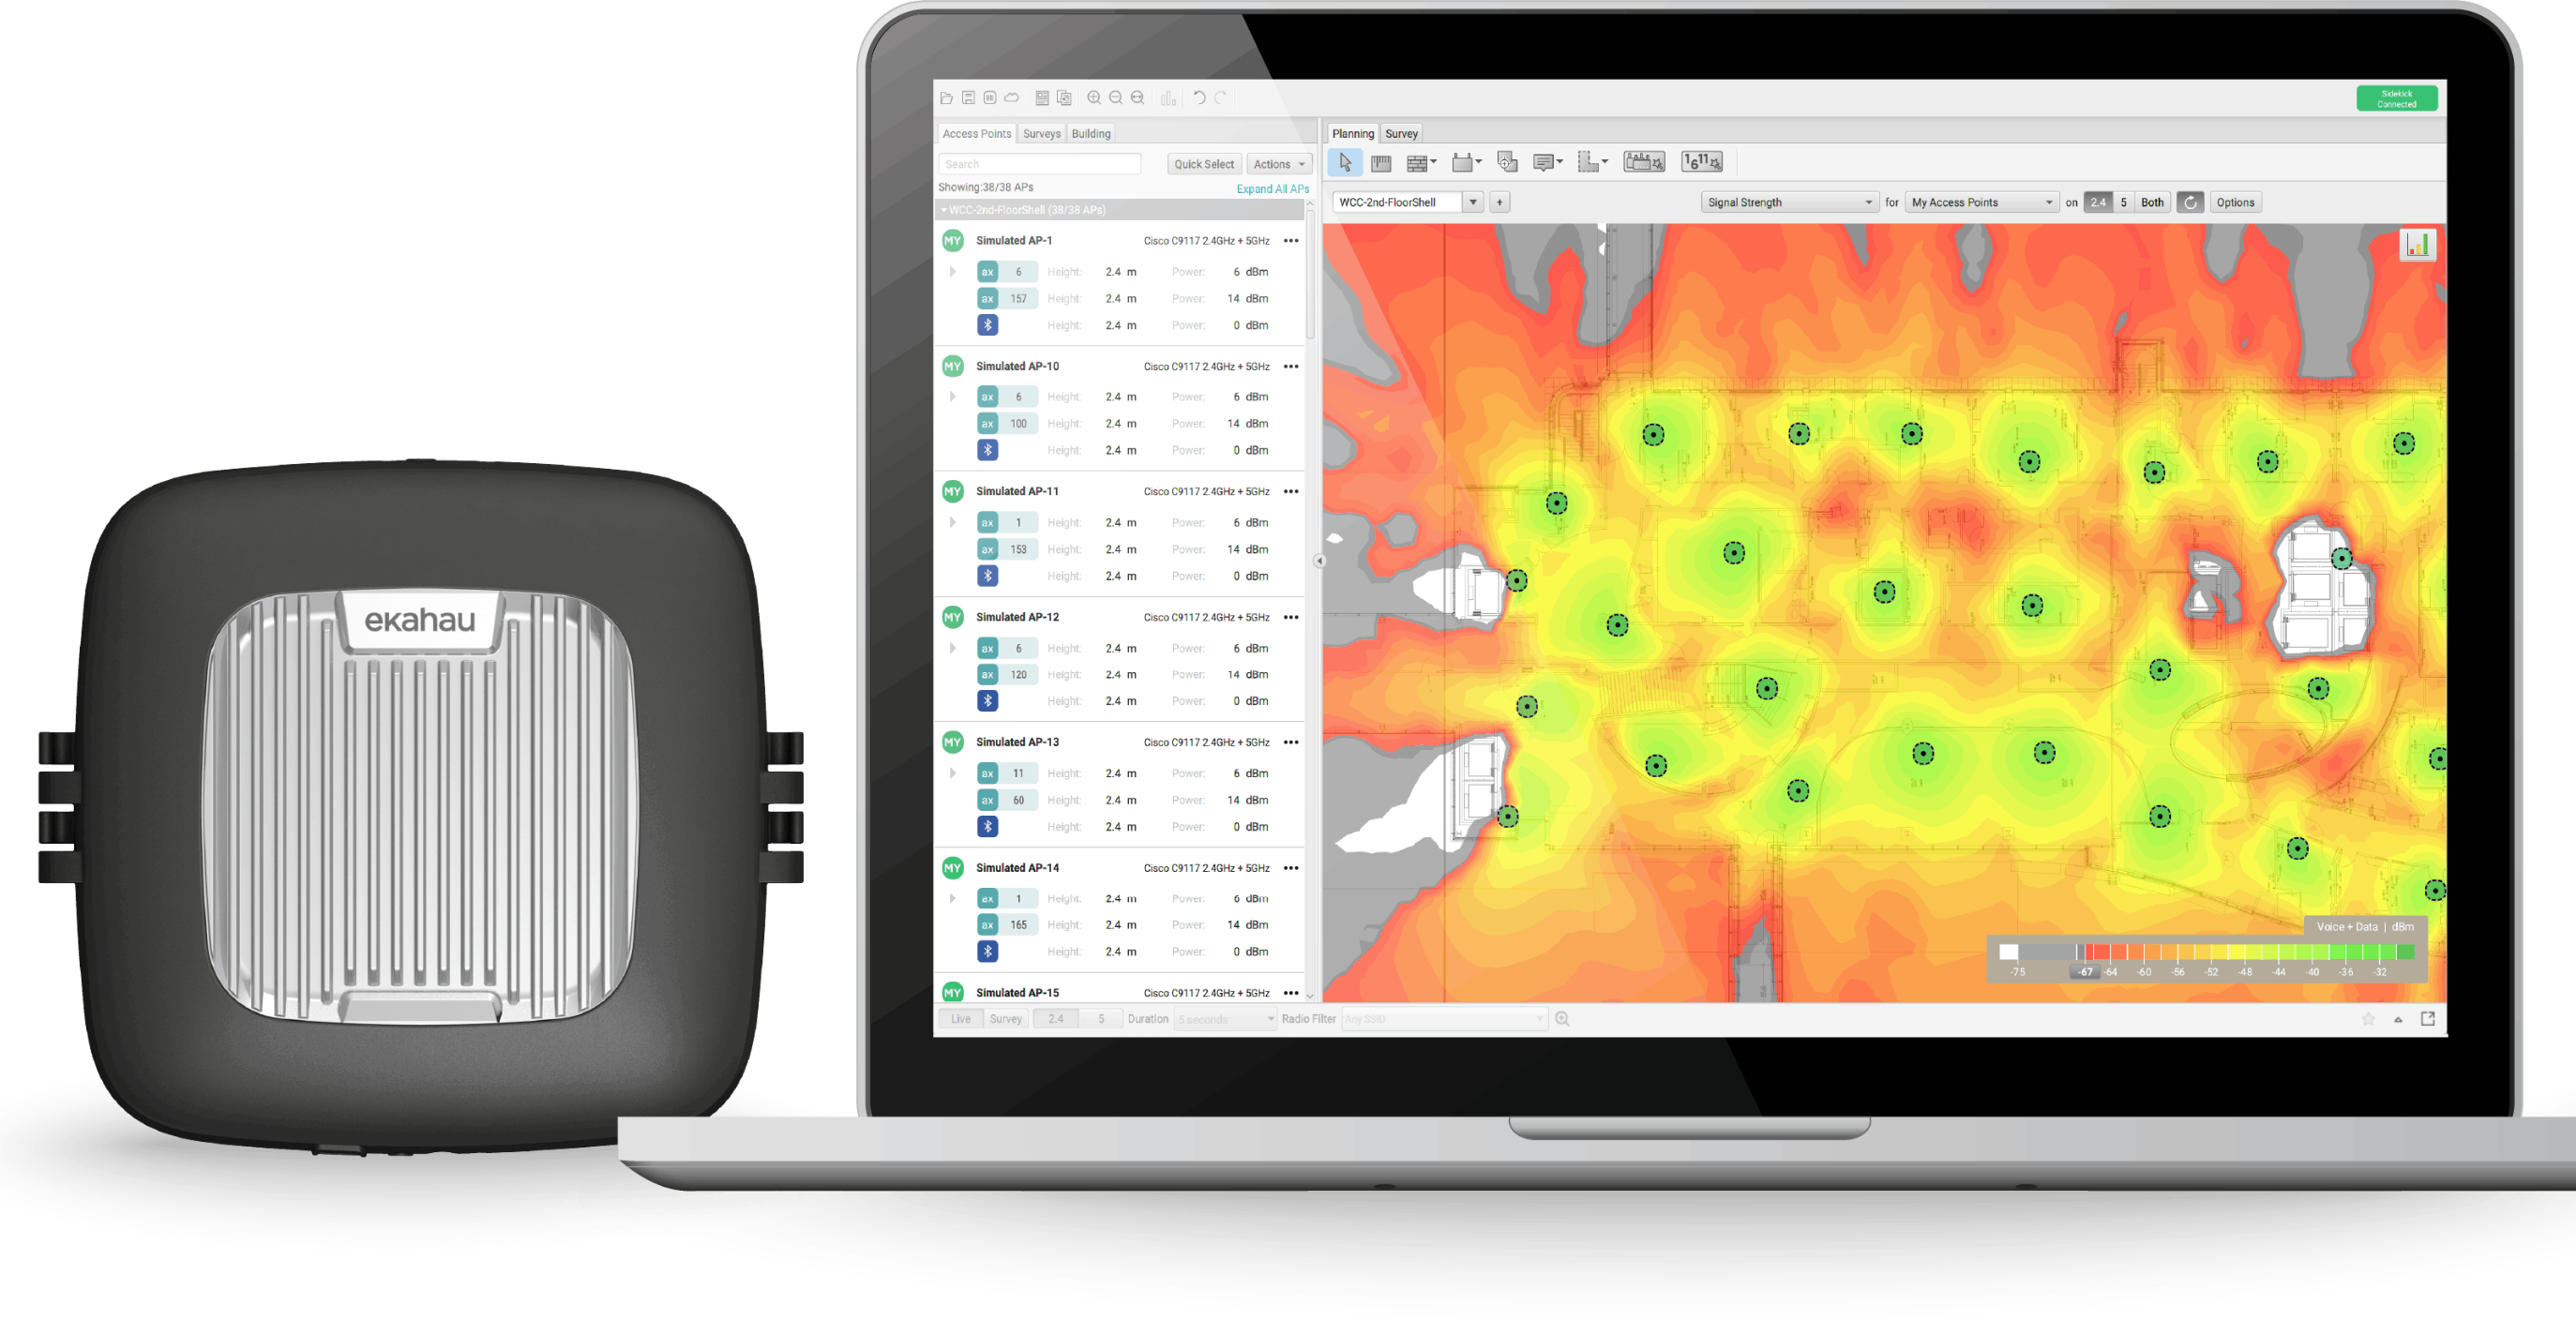 ekahau
Sidekick
Connected
Access Points Surveys Building
Search Quick Select Actions
Showing:38/38 APs Expand All APs
WCC-2nd-FloorShell (38/38 APs)
MY Simulated AP-1 Cisco C9117 2.4GHz + 5GHz
ax 6 Height: 2.4 m Power: 6 dBm
ax 157 Height: 2.4 m Power: 14 dBm
Height: 2.4 m Power: 0 dBm
MY Simulated AP-10 Cisco C9117 2.4GHz + 5GHz
ax 6 Height: 2.4 m Power: 6 dBm
ax 100 Height: 2.4 m Power: 14 dBm
Height: 2.4 m Power: 0 dBm
MY Simulated AP-11 Cisco C9117 2.4GHz + 5GHz
ax 1 Height: 2.4 m Power: 6 dBm
ax 153 Height: 2.4 m Power: 14 dBm
Height: 2.4 m Power: 0 dBm
MY Simulated AP-12 Cisco C9117 2.4GHz + 5GHz
ax 6 Height: 2.4 m Power: 6 dBm
ax 120 Height: 2.4 m Power: 14 dBm
Height: 2.4 m Power: 0 dBm
MY Simulated AP-13 Cisco C9117 2.4GHz + 5GHz
ax 11 Height: 2.4 m Power: 6 dBm
ax 60 Height: 2.4 m Power: 14 dBm
Height: 2.4 m Power: 0 dBm
MY Simulated AP-14 Cisco C9117 2.4GHz + 5GHz
ax 1 Height: 2.4 m Power: 6 dBm
ax 165 Height: 2.4 m Power: 14 dBm
Height: 2.4 m Power: 0 dBm
MY Simulated AP-15 Cisco C9117 2.4GHz + 5GHz
Planning Survey
1 6 11
WCC-2nd-FloorShell + Signal Strength for My Access Points on 2.4 5 Both Options
Voice + Data | dBm
-75 -67 -64 -60 -56 -52 -48 -44 -40 -36 -32
Live Survey 2.4 5 Duration 5 seconds Radio Filter Any SSID